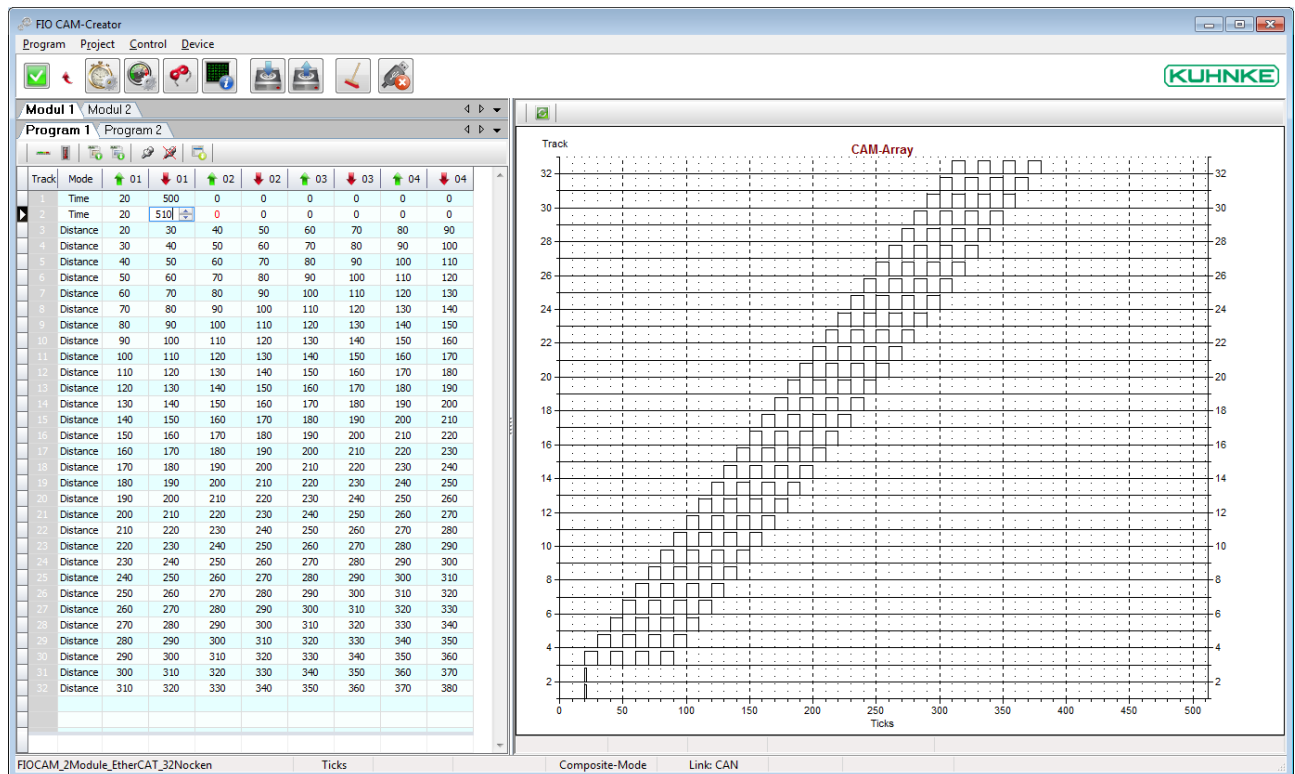 FIO CAM-Creator
Program Project Control Device
KUHNKE
Modul 1 Modul 2
Program 1 Program 2
Track Mode 01 01 02 02 03 03 04 04
1 Time 20 500 0 0 0 0 0 0
2 Time 20 510 0 0 0 0 0 0
3 Distance 20 30 40 50 60 70 80 90
4 Distance 30 40 50 60 70 80 90 100
5 Distance 40 50 60 70 80 90 100 110
6 Distance 50 60 70 80 90 100 110 120
7 Distance 60 70 80 90 100 110 120 130
8 Distance 70 80 90 100 110 120 130 140
9 Distance 80 90 100 110 120 130 140 150
10 Distance 90 100 110 120 130 140 150 160
11 Distance 100 110 120 130 140 150 160 170
12 Distance 110 120 130 140 150 160 170 180
13 Distance 120 130 140 150 160 170 180 190
14 Distance 130 140 150 160 170 180 190 200
15 Distance 140 150 160 170 180 190 200 210
16 Distance 150 160 170 180 190 200 210 220
17 Distance 160 170 180 190 200 210 220 230
18 Distance 170 180 190 200 210 220 230 240
19 Distance 180 190 200 210 220 230 240 250
20 Distance 190 200 210 220 230 240 250 260
21 Distance 200 210 220 230 240 250 260 270
22 Distance 210 220 230 240 250 260 270 280
23 Distance 220 230 240 250 260 270 280 290
24 Distance 230 240 250 260 270 280 290 300
25 Distance 240 250 260 270 280 290 300 310
26 Distance 250 260 270 280 290 300 310 320
27 Distance 260 270 280 290 300 310 320 330
28 Distance 270 280 290 300 310 320 330 340
29 Distance 280 290 300 310 320 330 340 350
30 Distance 290 300 310 320 330 340 350 360
31 Distance 300 310 320 330 340 350 360 370
32 Distance 310 320 330 340 350 360 370 380
Track
CAM-Array
32 32
30 30
28 28
26 26
24 24
22 22
20 20
18 18
16 16
14 14
12 12
10 10
8 8
6 6
4 4
2 2
0 50 100 150 200 250 300 350 400 450 500
Ticks
FIOCAM_2Module_EtherCAT_32Nocken Ticks Composite-Mode Link: CAN